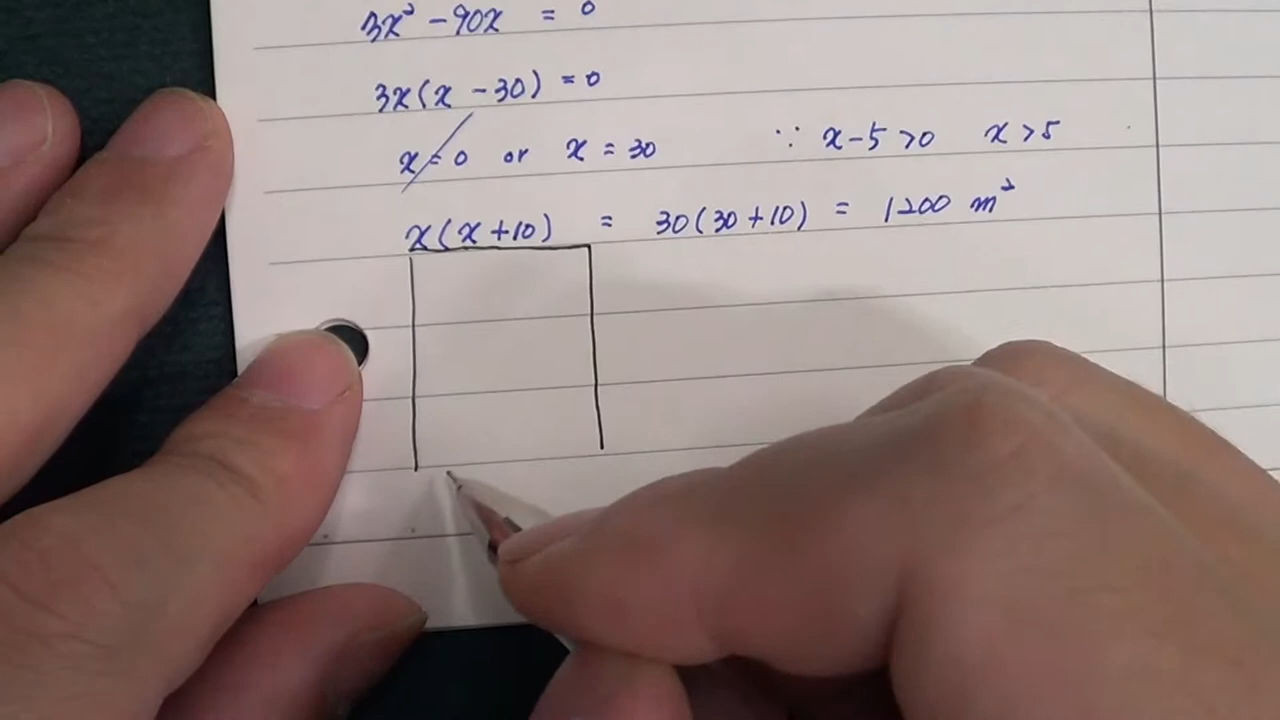 3x² - 90x = 0
3x(x - 30) = 0
x = 0 or x = 30 ∵ x - 5 > 0 x > 5
x(x + 10) = 30(30 + 10) = 1200 m²